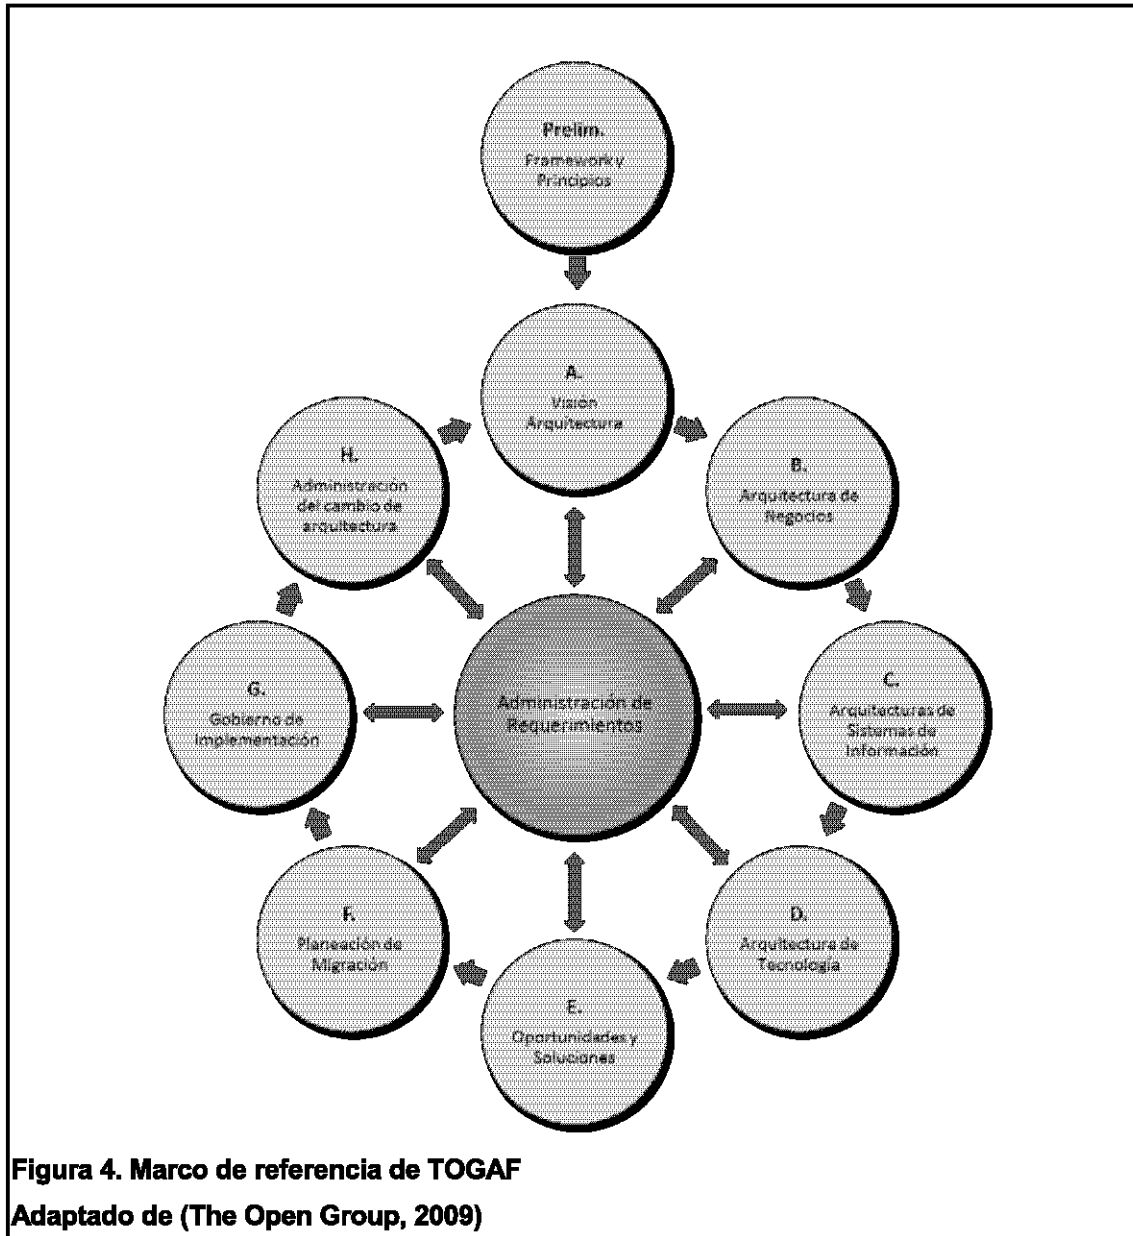 Prelim.
Framework y
Principios
A.
Visión
Arquitectura
B.
Arquitectura de
Negocios
C.
Arquitecturas de
Sistemas de
Información
D.
Arquitectura de
Tecnología
E.
Oportunidades y
Soluciones
F.
Planeación de
Migración
G.
Gobierno de
Implementación
H.
Administración
del cambio de
arquitectura
Administración de
Requerimientos
Figura 4. Marco de referencia de TOGAF
Adaptado de (The Open Group, 2009)